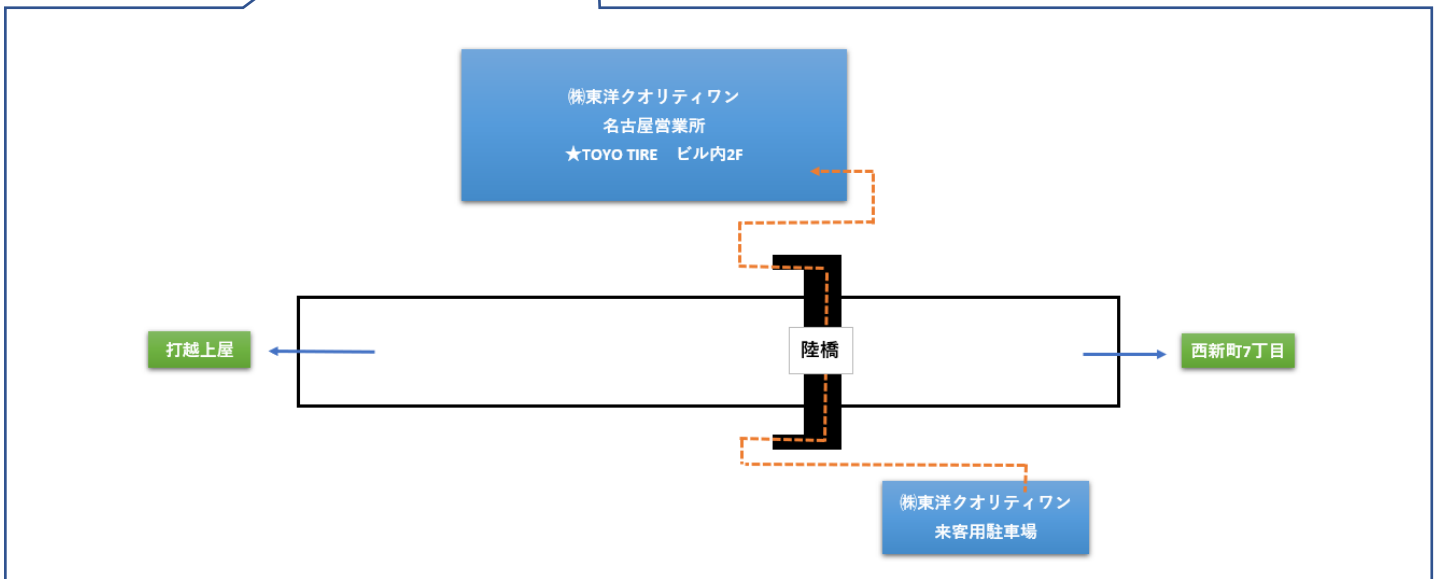 ㈱東洋クオリティワン
名古屋営業所
★TOYO TIRE　ビル内2F
打越上屋
陸橋
西新町7丁目
㈱東洋クオリティワン
来客用駐車場